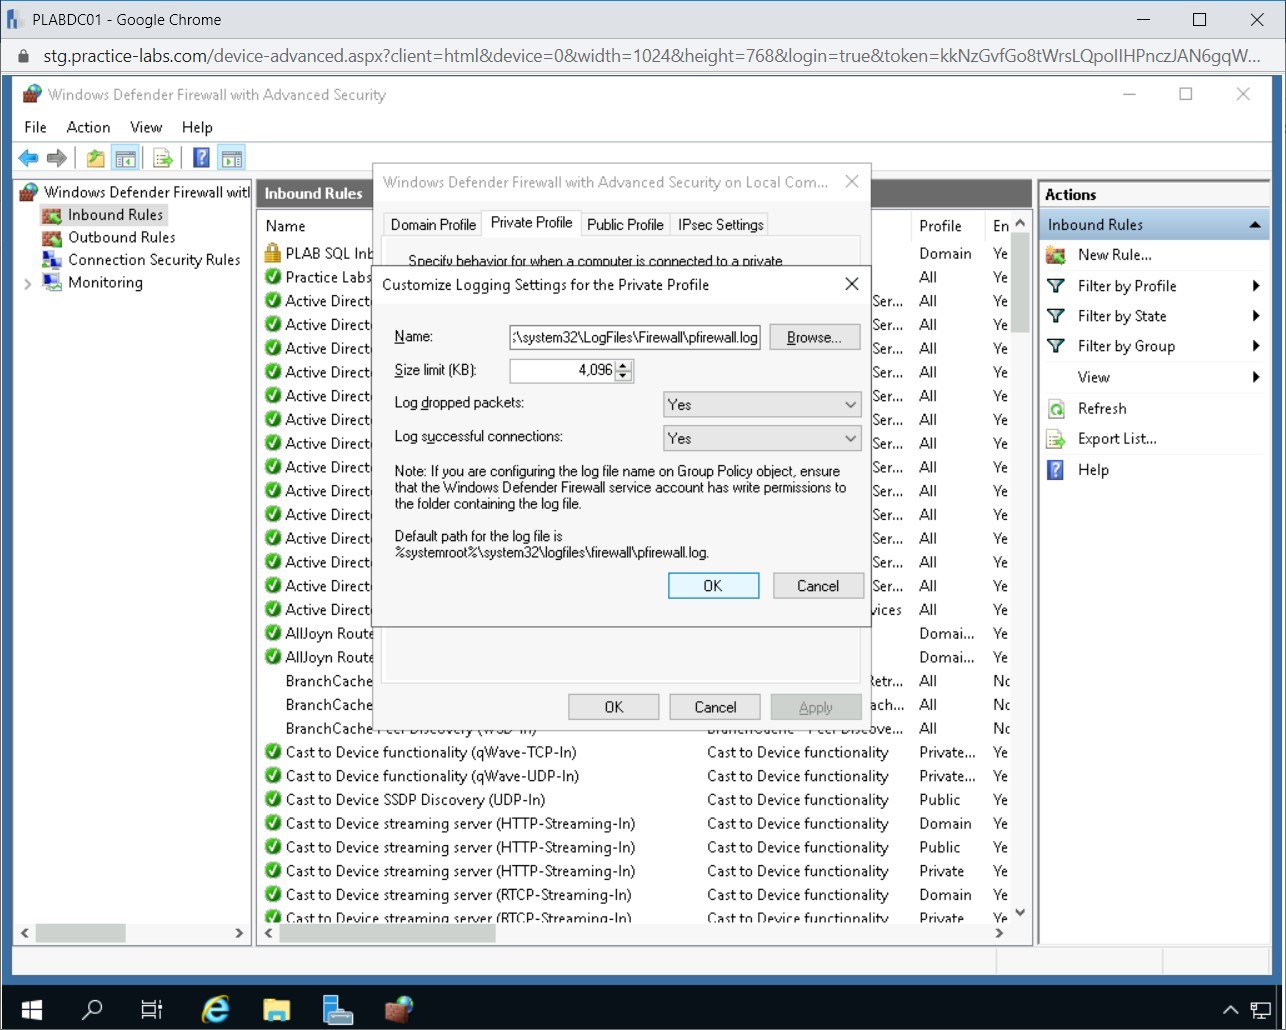 PLABDC01 - Google Chrome
stg.practice-labs.com/device-advanced.aspx?client=html&device=0&width=1024&height=768&login=true&token=kkNzGvfGo8tWrsLQpoIIHPnczJAN6gqW...
Windows Defender Firewall with Advanced Security
File Action View Help
Windows Defender Firewall witl
Inbound Rules
Outbound Rules
Connection Security Rules
Monitoring
Inbound Rules
Name Profile En
PLAB SQL Inb Domain Ye
Practice Labs All Ye
Active Direct Ser... All Ye
Active Direct Ser... All Ye
Active Direct Ser... All Ye
Active Direct Ser... All Ye
Active Direct Ser... All Ye
Active Direct Ser... All Ye
Active Direct Ser... All Ye
Active Direct Ser... All Ye
Active Direct Ser... All Ye
Active Direct Ser... All Ye
Active Direct Ser... All Ye
Active Direct Ser... All Ye
Active Direct Ser... All Ye
Active Direct vices All Ye
AllJoyn Route Domai... Ye
AllJoyn Route Domai... Ye
BranchCache Retr... All No
BranchCache ach... All No
BranchCache Peer Discovery (WSD-In) BranchCache - Peer Discove... All No
Cast to Device functionality (qWave-TCP-In) Cast to Device functionality Private... Ye
Cast to Device functionality (qWave-UDP-In) Cast to Device functionality Private... Ye
Cast to Device SSDP Discovery (UDP-In) Cast to Device functionality Public Ye
Cast to Device streaming server (HTTP-Streaming-In) Cast to Device functionality Domain Ye
Cast to Device streaming server (HTTP-Streaming-In) Cast to Device functionality Public Ye
Cast to Device streaming server (HTTP-Streaming-In) Cast to Device functionality Private Ye
Cast to Device streaming server (RTCP-Streaming-In) Cast to Device functionality Domain Ye
Cast to Device streaming server (RTCP-Streaming-In) Cast to Device functionality Private Ye
Windows Defender Firewall with Advanced Security on Local Com...
Domain Profile Private Profile Public Profile IPsec Settings
Specify behavior for when a computer is connected to a private
Customize Logging Settings for the Private Profile
Name: :\system32\LogFiles\Firewall\pfirewall.log Browse...
Size limit (KB): 4,096
Log dropped packets: Yes
Log successful connections: Yes
Note: If you are configuring the log file name on Group Policy object, ensure
that the Windows Defender Firewall service account has write permissions to
the folder containing the log file.
Default path for the log file is
%systemroot%\system32\logfiles\firewall\pfirewall.log.
OK Cancel
OK Cancel Apply
Actions
Inbound Rules
New Rule...
Filter by Profile
Filter by State
Filter by Group
View
Refresh
Export List...
Help